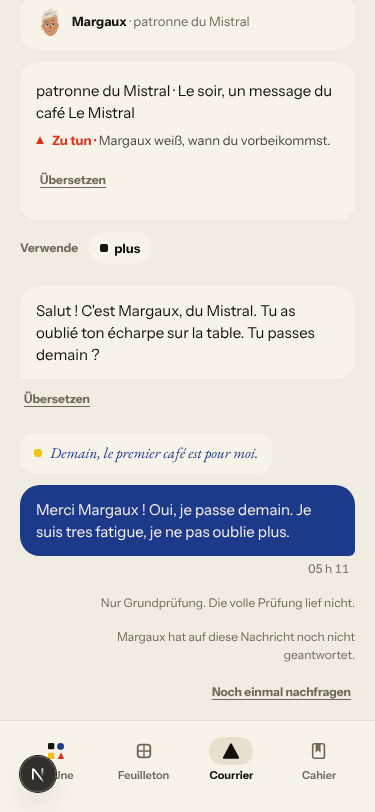 Margaux · patronne du Mistral
patronne du Mistral · Le soir, un message du
café Le Mistral
Zu tun · Margaux weiß, wann du vorbeikommst.
Übersetzen
Verwende plus
Salut ! C'est Margaux, du Mistral. Tu as
oublié ton écharpe sur la table. Tu passes
demain ?
Übersetzen
Demain, le premier café est pour moi.
Merci Margaux ! Oui, je passe demain. Je
suis tres fatigue, je ne pas oublie plus.
05 h 11
Nur Grundprüfung. Die volle Prüfung lief nicht.
Margaux hat auf diese Nachricht noch nicht
geantwortet.
Noch einmal nachfragen
N Une Feuilleton Courrier Cahier